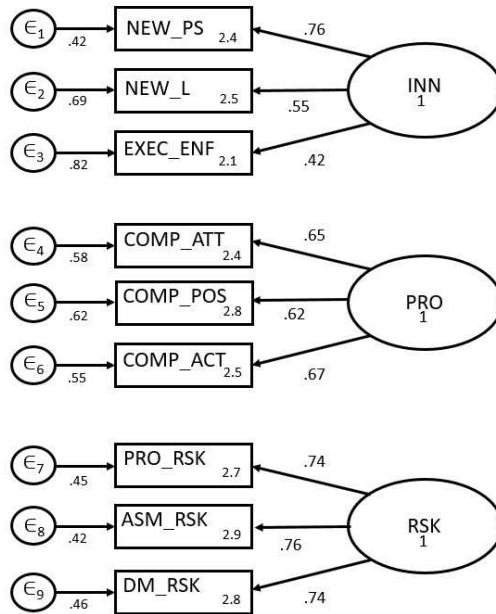 ∈1 .42 NEW_PS 2.4 .76
∈2 .69 NEW_L 2.5 .55 INN 1
∈3 .82 EXEC_ENF 2.1 .42
∈4 .58 COMP_ATT 2.4 .65
∈5 .62 COMP_POS 2.8 .62 PRO 1
∈6 .55 COMP_ACT 2.5 .67
∈7 .45 PRO_RSK 2.7 .74
∈8 .42 ASM_RSK 2.9 .76 RSK 1
∈9 .46 DM_RSK 2.8 .74